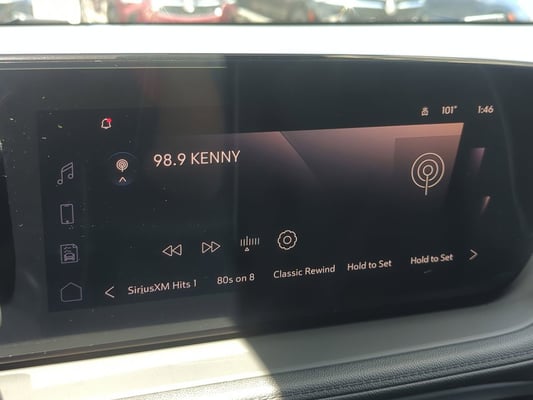 101° 1:46
98.9 KENNY
SiriusXM Hits 1 80s on 8 Classic Rewind Hold to Set Hold to Set